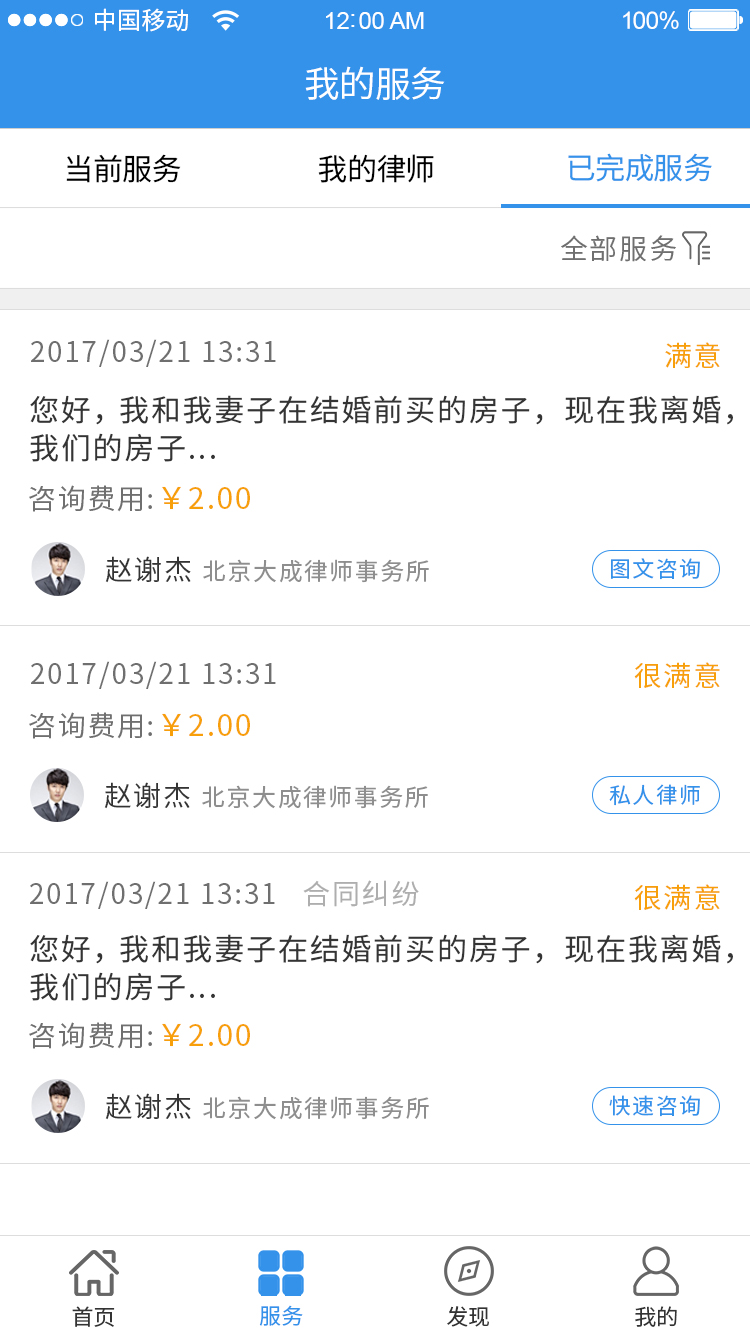 中国移动 12:00 AM 100%
我的服务
当前服务 我的律师 已完成服务
全部服务
2017/03/21 13:31 满意
您好，我和我妻子在结婚前买的房子，现在我离婚，
我们的房子...
咨询费用: ¥2.00
赵谢杰 北京大成律师事务所 图文咨询
2017/03/21 13:31 很满意
咨询费用: ¥2.00
赵谢杰 北京大成律师事务所 私人律师
2017/03/21 13:31 合同纠纷 很满意
您好，我和我妻子在结婚前买的房子，现在我离婚，
我们的房子...
咨询费用: ¥2.00
赵谢杰 北京大成律师事务所 快速咨询
首页 服务 发现 我的